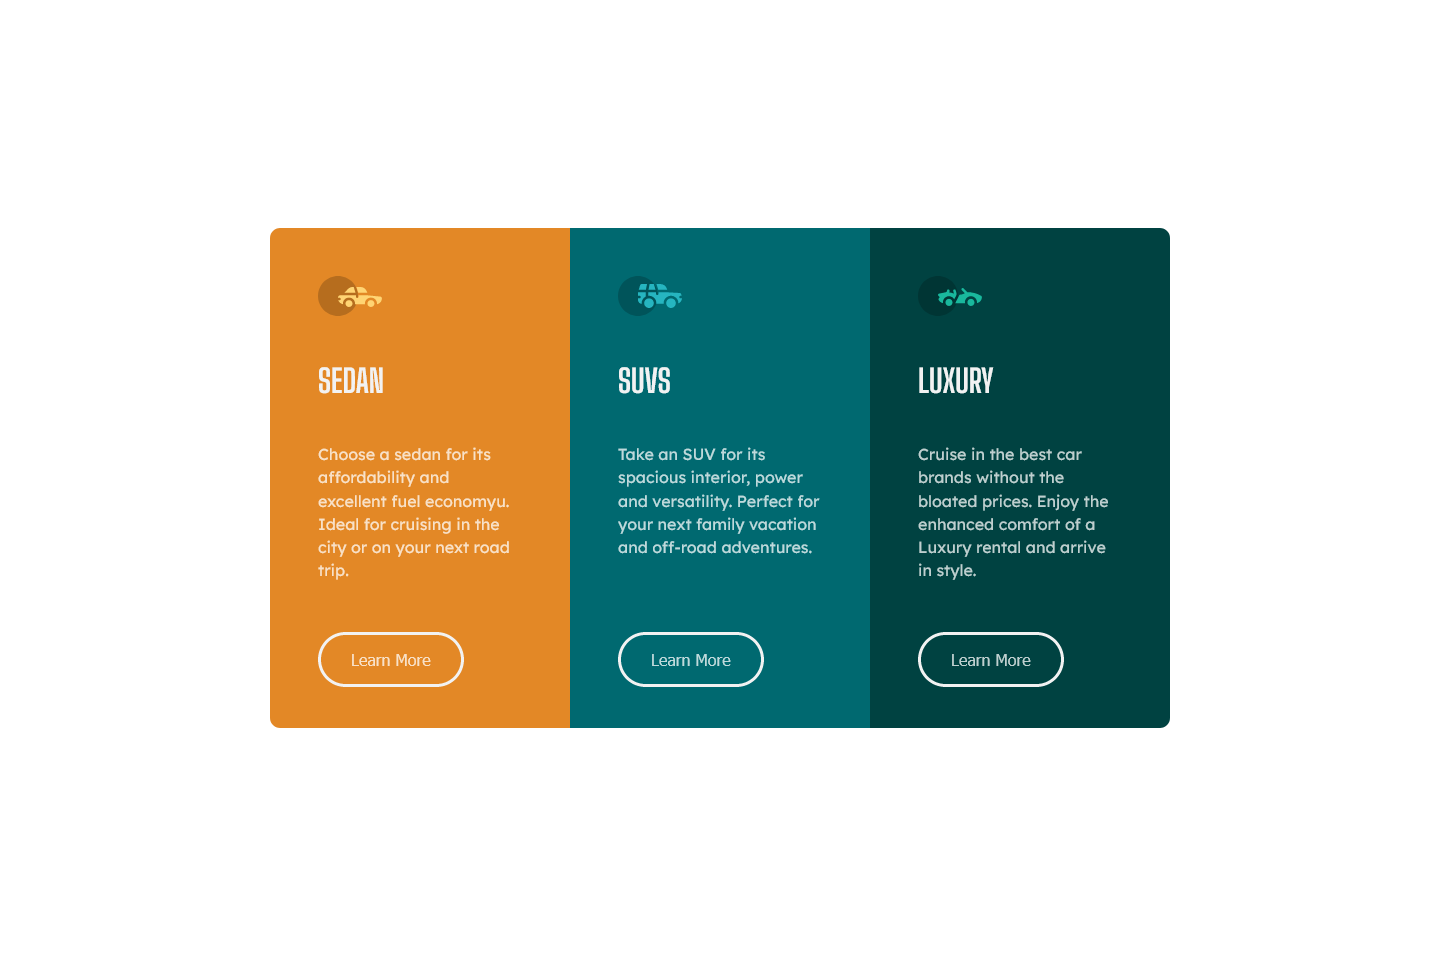 SEDAN
Choose a sedan for its
affordability and
excellent fuel economyu.
Ideal for cruising in the
city or on your next road
trip.
Learn More
SUVS
Take an SUV for its
spacious interior, power
and versatility. Perfect for
your next family vacation
and off-road adventures.
Learn More
LUXURY
Cruise in the best car
brands without the
bloated prices. Enjoy the
enhanced comfort of a
Luxury rental and arrive
in style.
Learn More